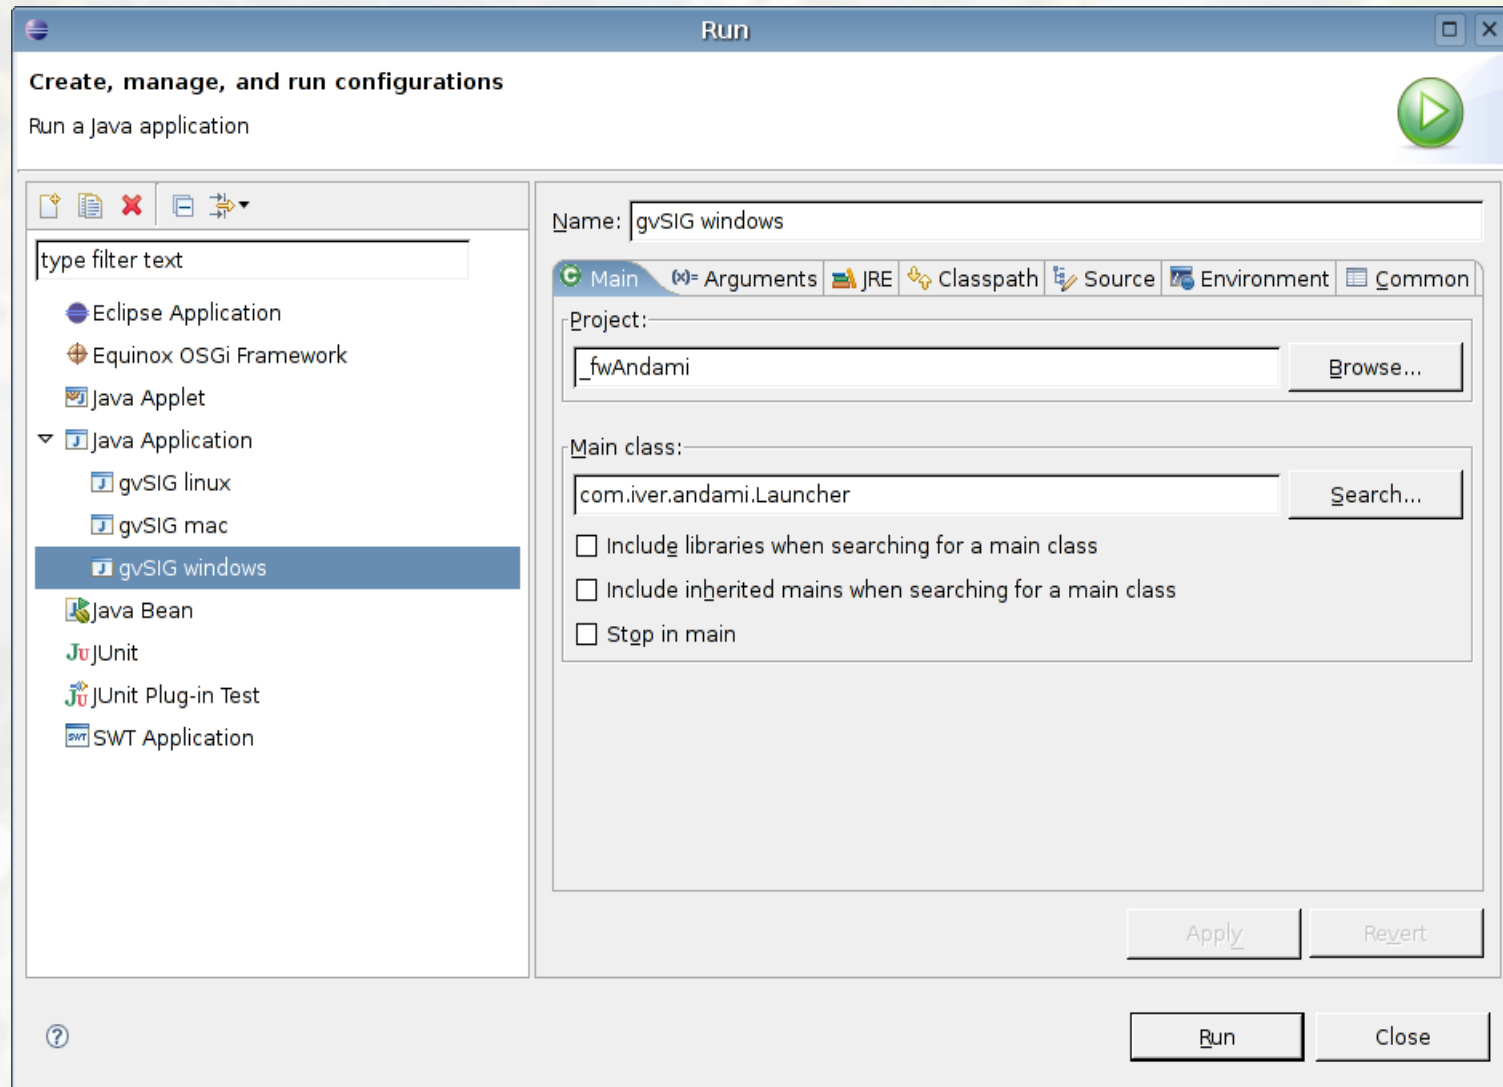 Run
Create, manage, and run configurations
Run a Java application
type filter text
Eclipse Application
Equinox OSGi Framework
Java Applet
Java Application
gvSIG linux
gvSIG mac
gvSIG windows
Java Bean
JUnit
JUnit Plug-in Test
SWT Application
Name: gvSIG windows
Main (x)= Arguments JRE Classpath Source Environment Common
Project:
_fwAndami Browse...
Main class:
com.iver.andami.Launcher Search...
Include libraries when searching for a main class
Include inherited mains when searching for a main class
Stop in main
Apply Revert
Run Close